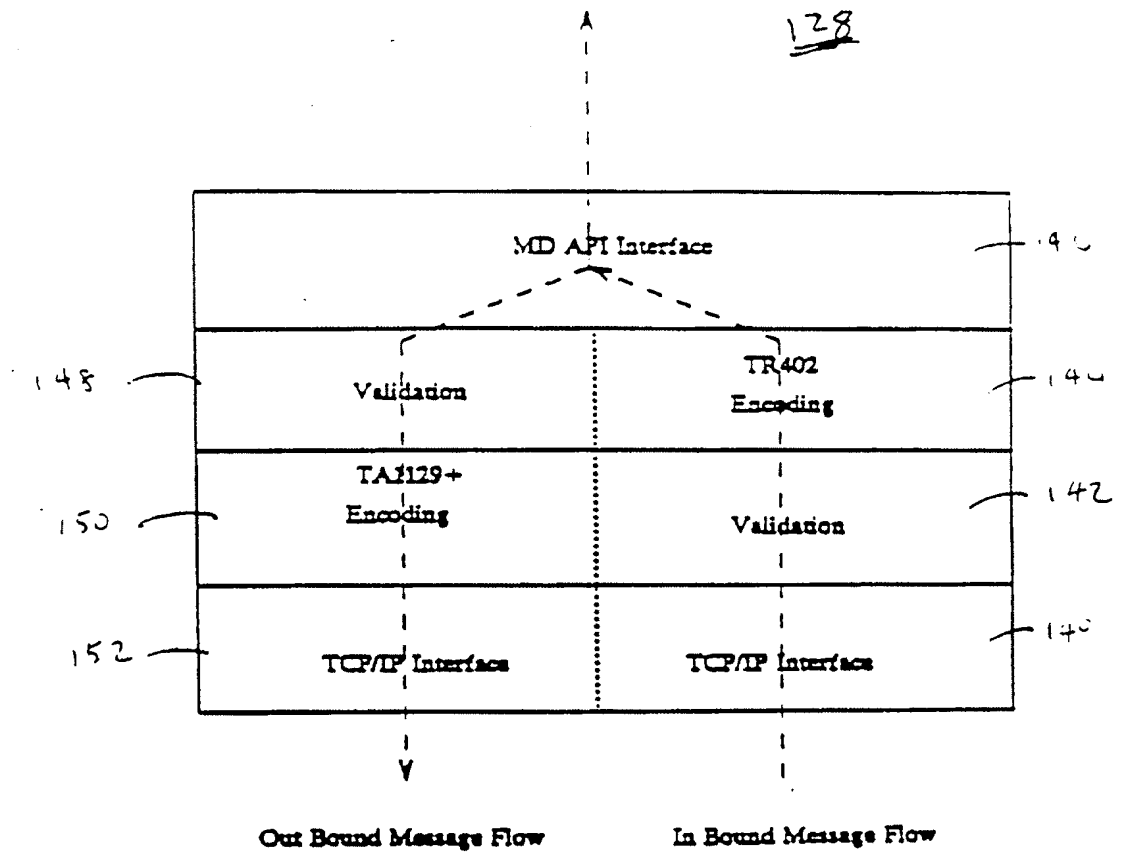 128
MD API Interface
148
Validation
TR402
Encoding
150
TA1129+
Encoding
Validation
142
152
TCP/IP Interface
TCP/IP Interface
Out Bound Message Flow
In Bound Message Flow